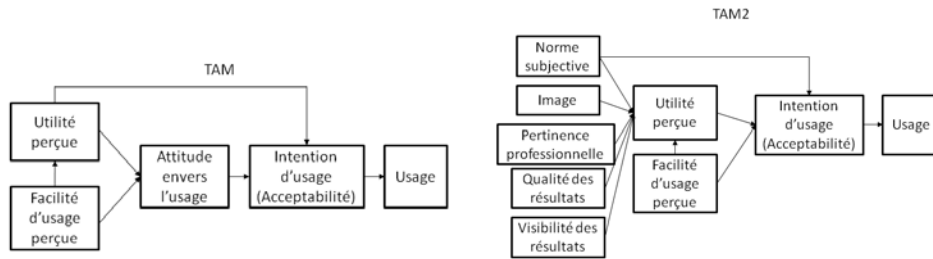 TAM
Utilité
perçue
Facilité
d'usage
perçue
Attitude
envers
l'usage
Intention
d'usage
(Acceptabilité)
Usage
TAM2
Norme
subjective
Image
Pertinence
professionnelle
Qualité des
résultats
Visibilité des
résultats
Utilité
perçue
Facilité
d'usage
perçue
Intention
d'usage
(Acceptabilité)
Usage